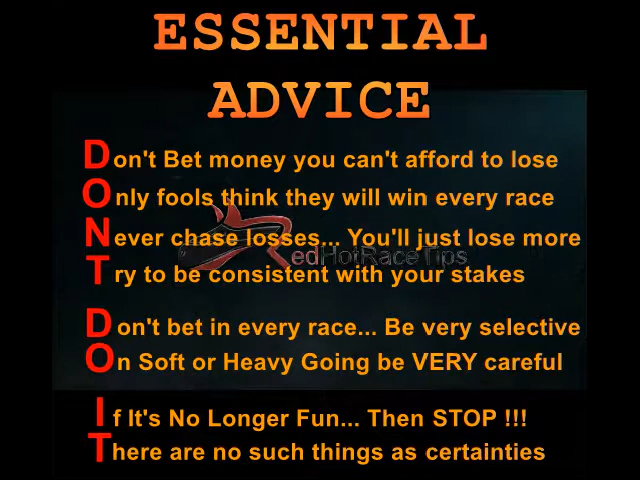 ESSENTIAL
ADVICE
Don't Bet money you can't afford to lose
Only fools think they will win every race
Never chase losses... You'll just lose more
RedHotRaceTips
Try to be consistent with your stakes
Don't bet in every race... Be very selective
On Soft or Heavy Going be VERY careful
If It's No Longer Fun... Then STOP !!!
There are no such things as certainties